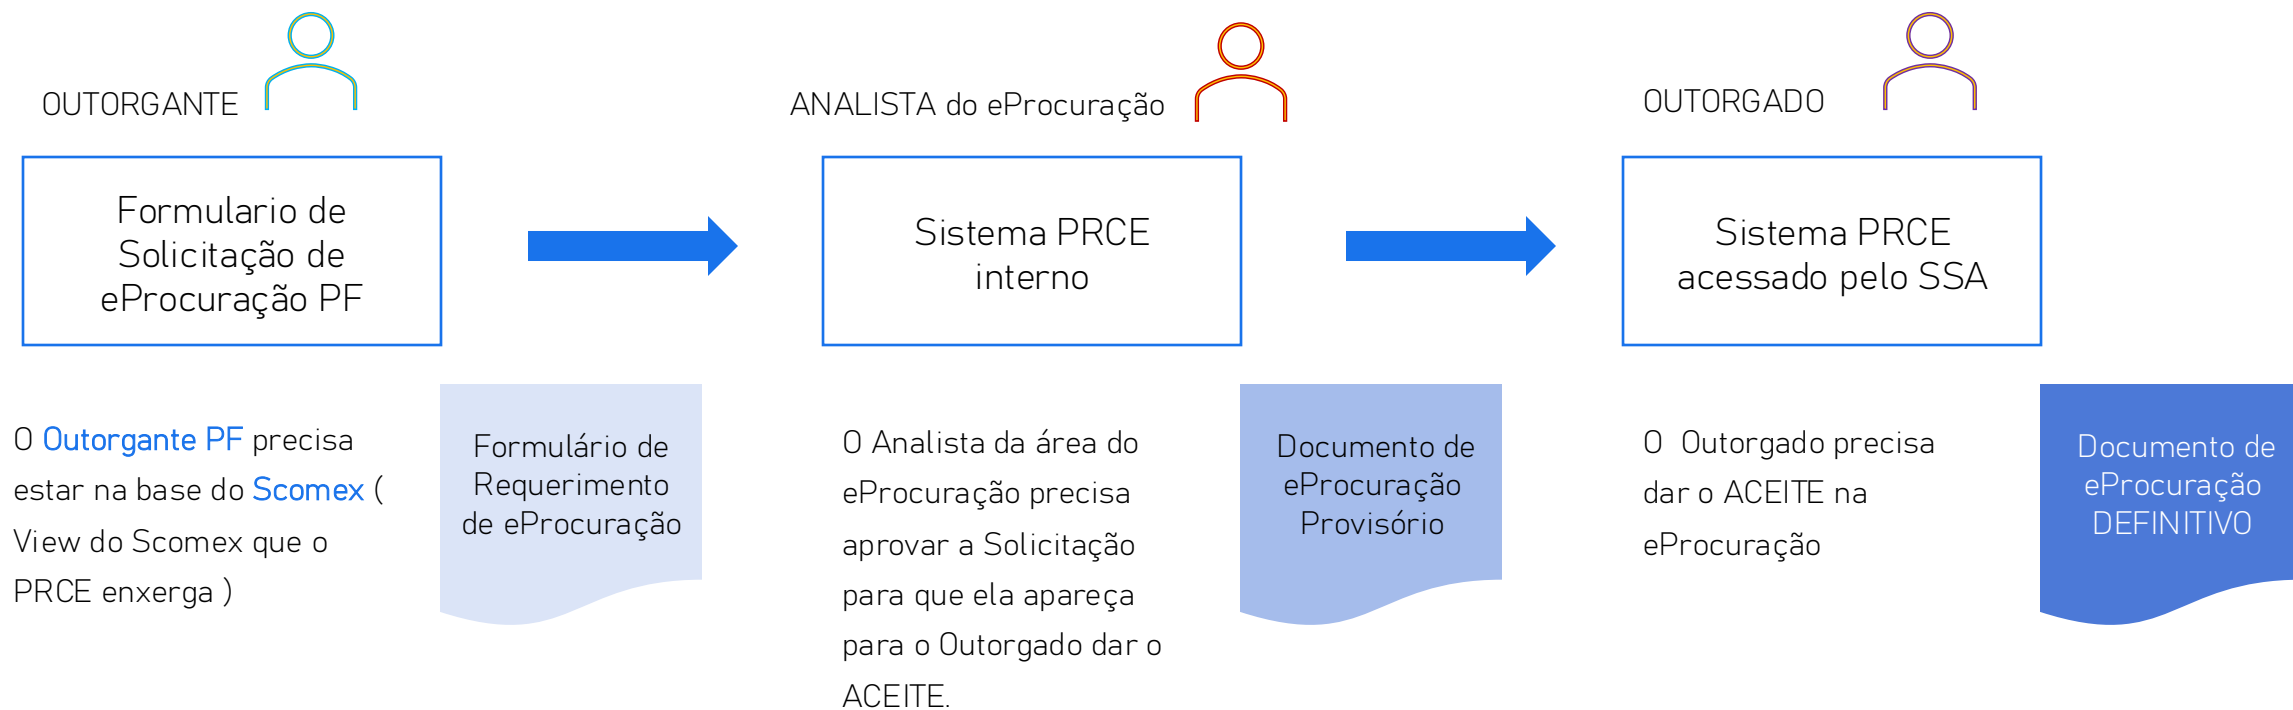 OUTORGANTE
Formulario de
Solicitação de
eProcuração PF
O Outorgante PF precisa
estar na base do Scomex (
View do Scomex que o
PRCE enxerga )
Formulário de
Requerimento
de eProcuração
ANALISTA do eProcuração
Sistema PRCE
interno
O Analista da área do
eProcuração precisa
aprovar a Solicitação
para que ela apareça
para o Outorgado dar o
ACEITE.
Documento de
eProcuração
Provisório
OUTORGADO
Sistema PRCE
acessado pelo SSA
O Outorgado precisa
dar o ACEITE na
eProcuração
Documento de
eProcuração
DEFINITIVO